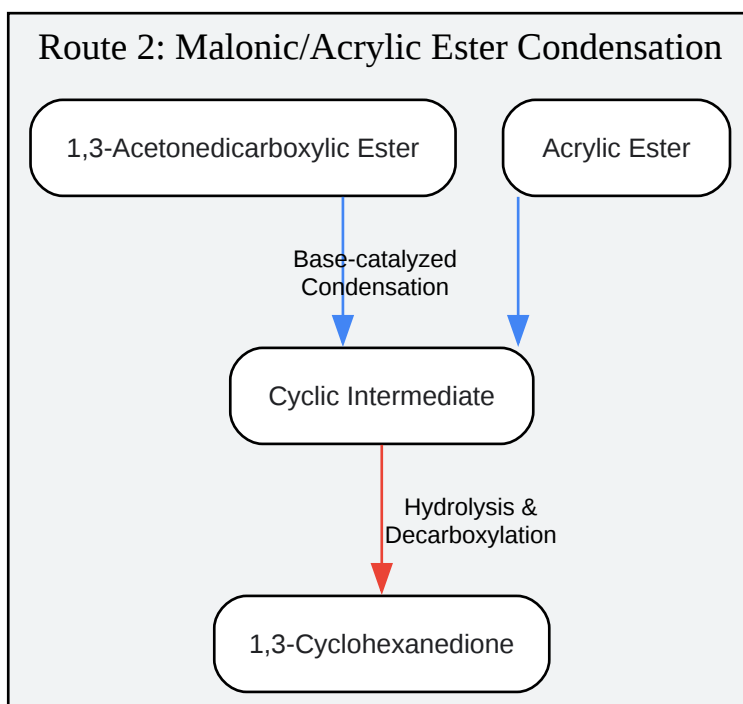 Route 2: Malonic/Acrylic Ester Condensation
1,3-Acetonedicarboxylic Ester
Acrylic Ester
Base-catalyzed
Condensation
Cyclic Intermediate
Hydrolysis &
Decarboxylation
1,3-Cyclohexanedione